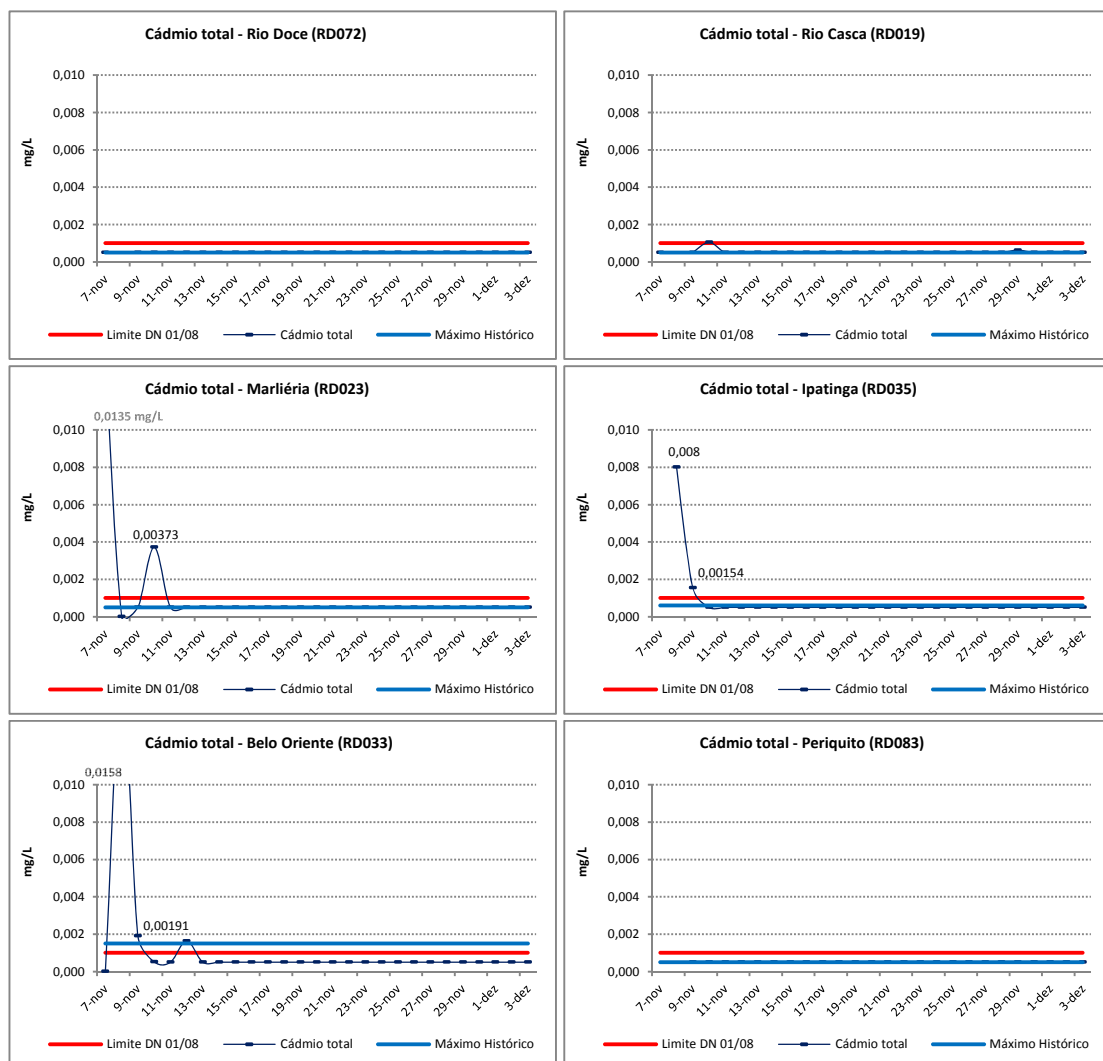 Cádmio total - Rio Doce (RD072)
mg/L
0,010
0,008
0,006
0,004
0,002
0,000
7-nov
9-nov
11-nov
13-nov
15-nov
17-nov
19-nov
21-nov
23-nov
25-nov
27-nov
29-nov
1-dez
3-dez
Limite DN 01/08 Cádmio total Máximo Histórico
Cádmio total - Rio Casca (RD019)
mg/L
0,010
0,008
0,006
0,004
0,002
0,000
7-nov
9-nov
11-nov
13-nov
15-nov
17-nov
19-nov
21-nov
23-nov
25-nov
27-nov
29-nov
1-dez
3-dez
Limite DN 01/08 Cádmio total Máximo Histórico
Cádmio total - Marliéria (RD023)
0,0135 mg/L
mg/L
0,010
0,008
0,006
0,004
0,002
0,000
0,00373
7-nov
9-nov
11-nov
13-nov
15-nov
17-nov
19-nov
21-nov
23-nov
25-nov
27-nov
29-nov
1-dez
3-dez
Limite DN 01/08 Cádmio total Máximo Histórico
Cádmio total - Ipatinga (RD035)
mg/L
0,010
0,008
0,006
0,004
0,002
0,000
0,008
0,00154
7-nov
9-nov
11-nov
13-nov
15-nov
17-nov
19-nov
21-nov
23-nov
25-nov
27-nov
29-nov
1-dez
3-dez
Limite DN 01/08 Cádmio total Máximo Histórico
Cádmio total - Belo Oriente (RD033)
0,0158
mg/L
0,010
0,008
0,006
0,004
0,002
0,000
0,00191
7-nov
9-nov
11-nov
13-nov
15-nov
17-nov
19-nov
21-nov
23-nov
25-nov
27-nov
29-nov
1-dez
3-dez
Limite DN 01/08 Cádmio total Máximo Histórico
Cádmio total - Periquito (RD083)
mg/L
0,010
0,008
0,006
0,004
0,002
0,000
7-nov
9-nov
11-nov
13-nov
15-nov
17-nov
19-nov
21-nov
23-nov
25-nov
27-nov
29-nov
1-dez
3-dez
Limite DN 01/08 Cádmio total Máximo Histórico